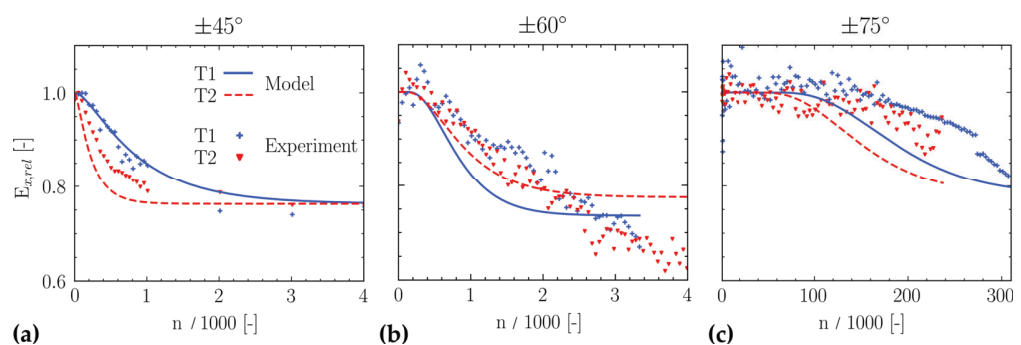 ±45° ±60° ±75°
1.0
0.8
0.6
E_x,rel [-]
T1 Model
T2
T1 Experiment
T2
0 1 2 3 4
0 1 2 3 4
0 100 200 300
(a) n / 1000 [-] (b) n / 1000 [-] (c) n / 1000 [-]